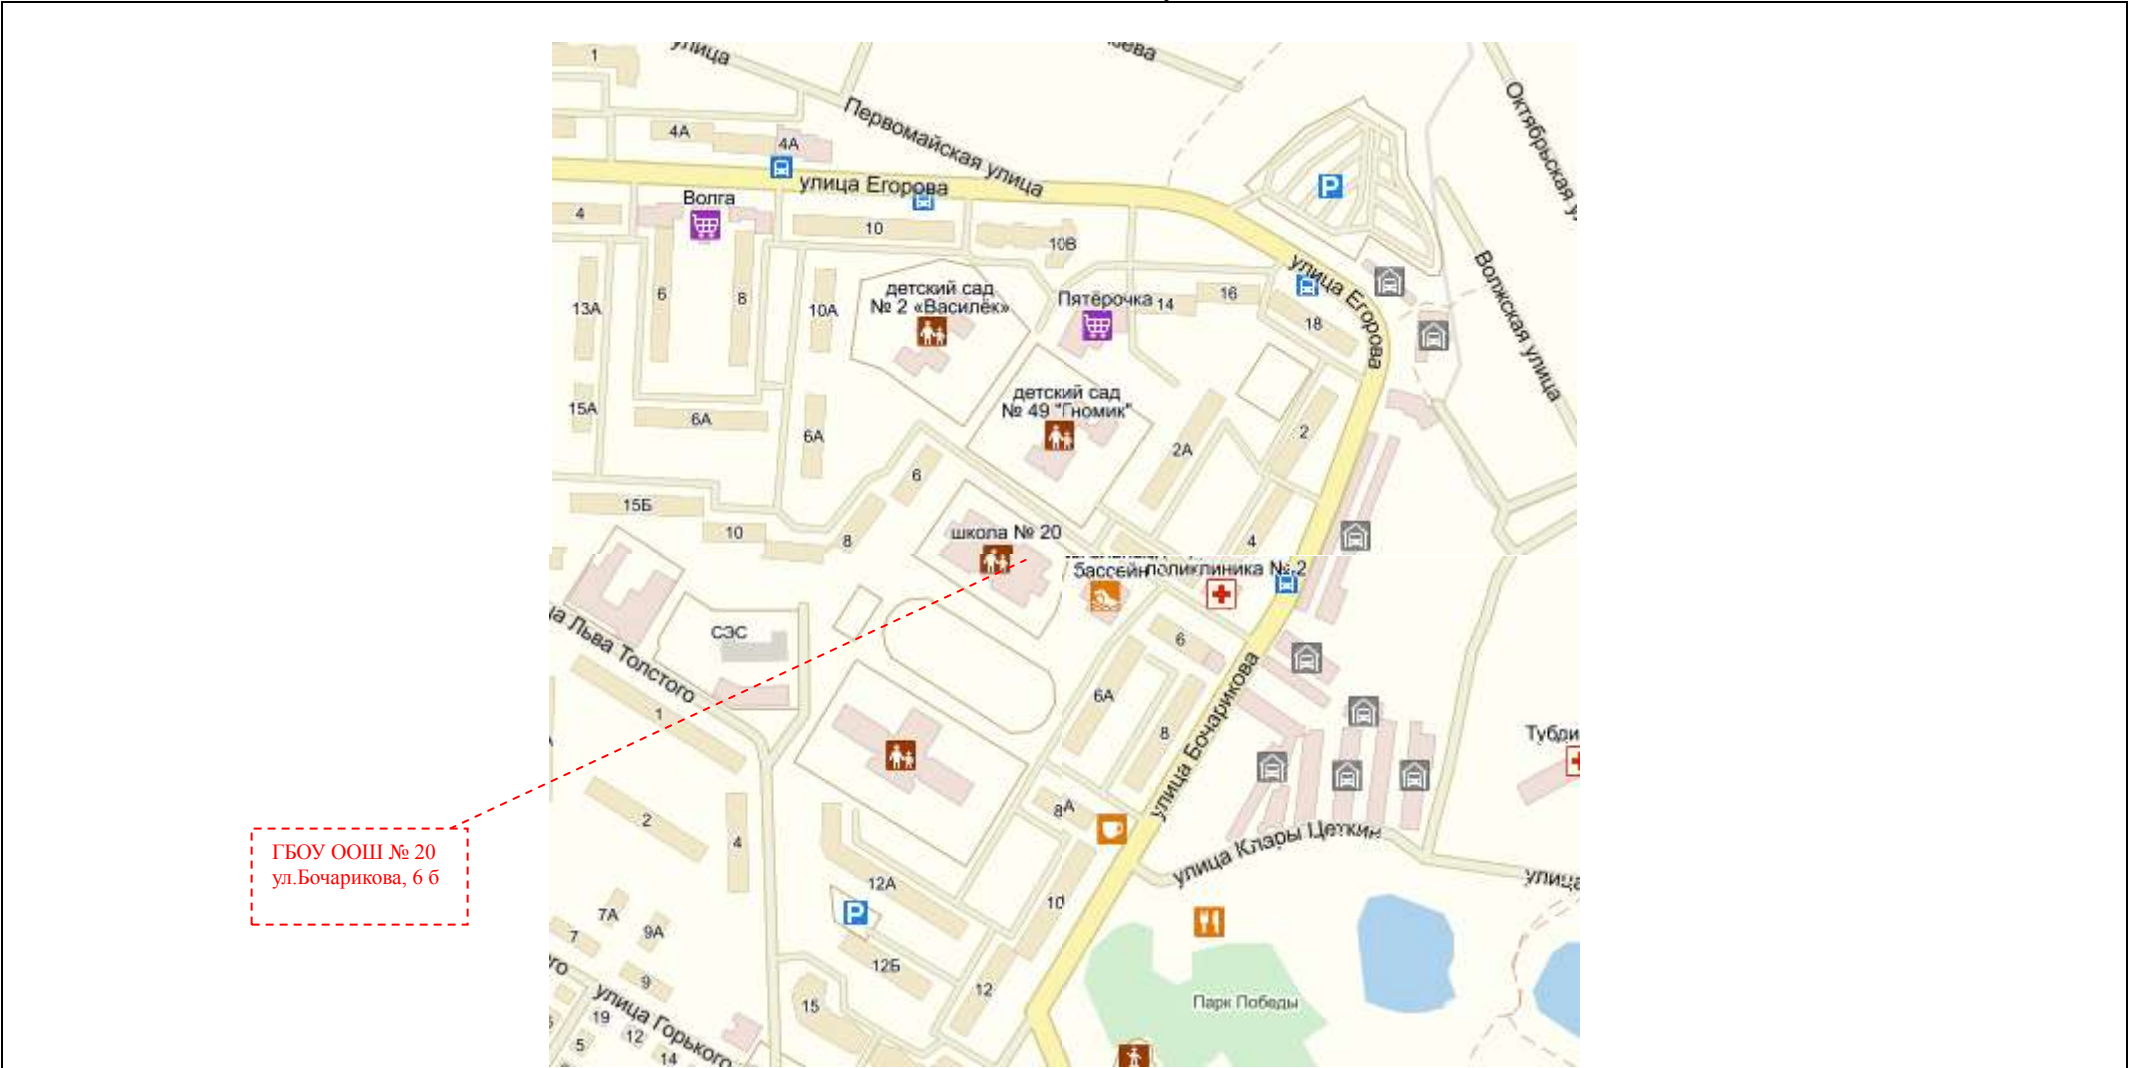 1
улица
Октябрьская
Первомайская улица
4А
4А
улица Егорова
Волга
4
10
10В
Волжская улица
улица Егорова
детский сад
№ 2 «Василёк»
6
8
13А
10А
Пятёрочка
14
16
18
детский сад
№ 49 "Гномик"
15А
6А
6А
2А
2
6
15Б
10
8
школа № 20
4
бассейн
поликлиника № 2
Льва Толстого
СЭС
6
6А
1
8
улица Бочарикова
Тубди
2
4
8А
улица Клары Цеткин
ГБОУ ООШ № 20
ул.Бочарикова, 6 б
12А
10
улица
7А
9А
7
12Б
9
12
15
Парк Победы
улица Горького
19
12
5
14